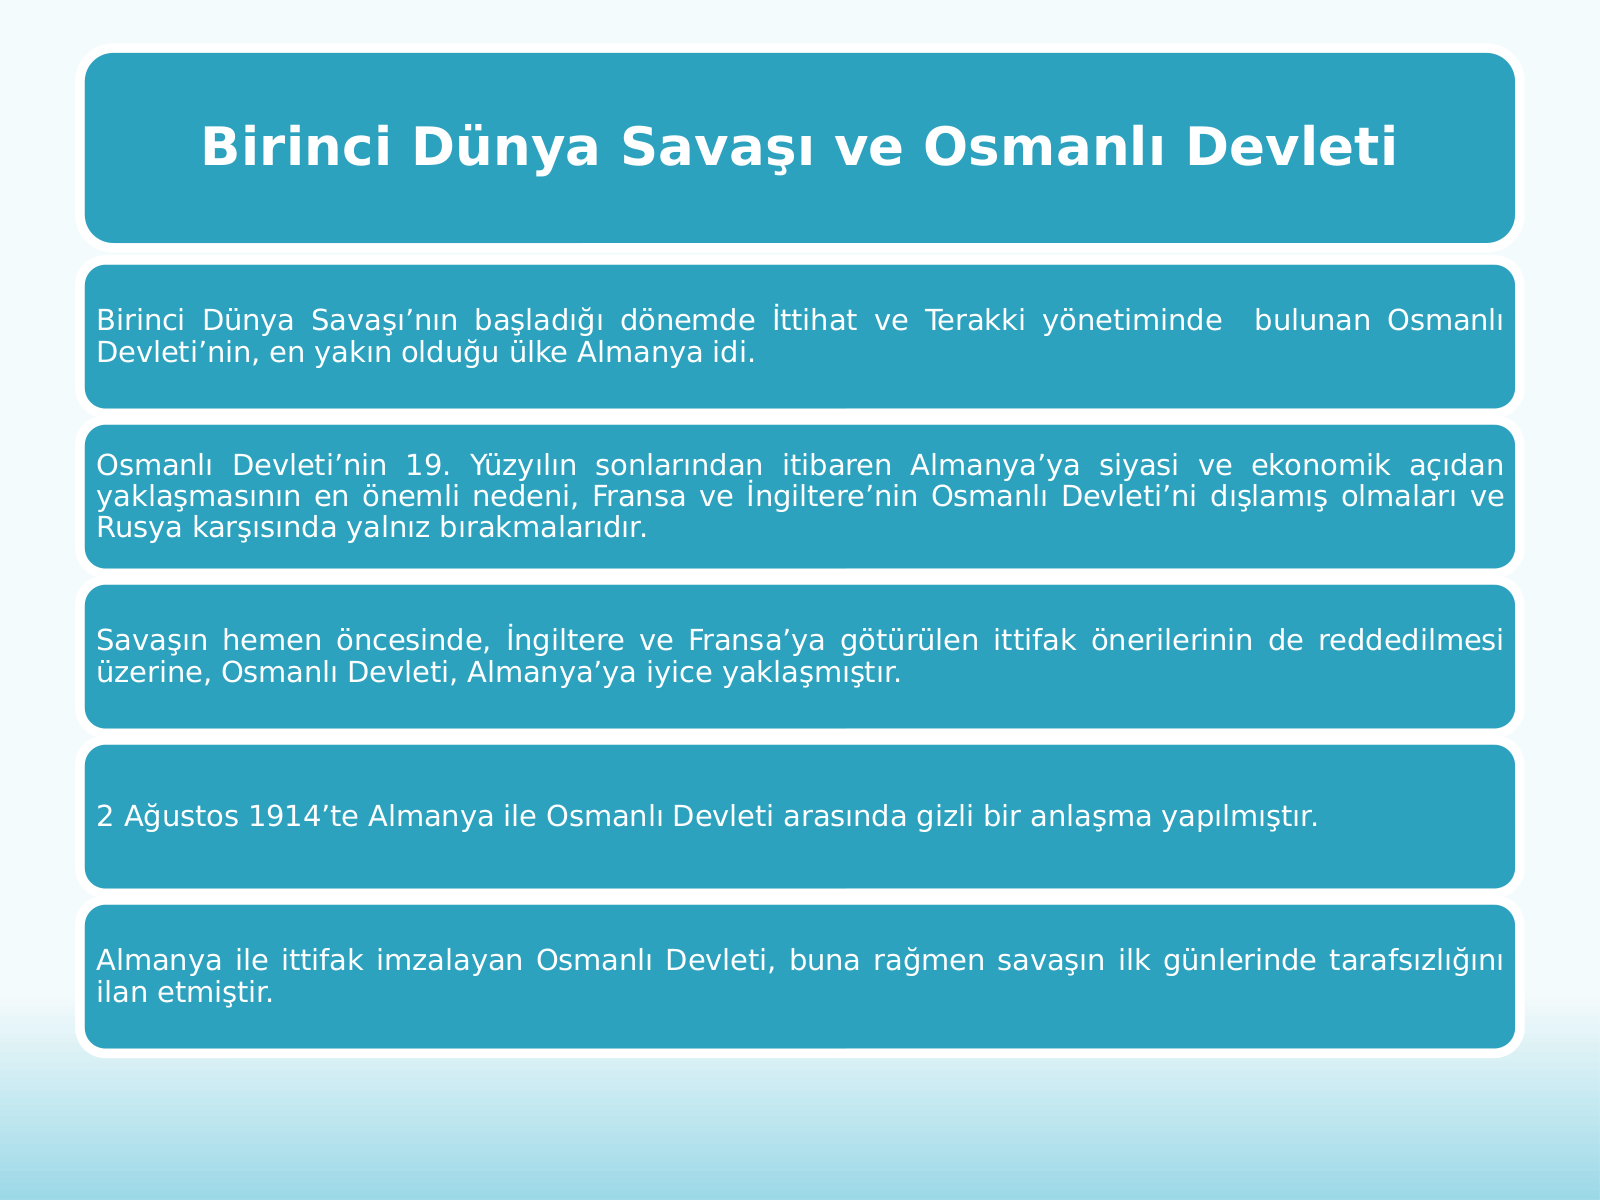 Birinci Dünya Savaşı ve Osmanlı Devleti
Birinci Dünya Savaşı’nın başladığı dönemde İttihat ve Terakki yönetiminde  bulunan Osmanlı
Devleti’nin, en yakın olduğu ülke Almanya idi.
Osmanlı Devleti’nin 19. Yüzyılın sonlarından itibaren Almanya’ya siyasi ve ekonomik açıdan
yaklaşmasının en önemli nedeni, Fransa ve İngiltere’nin Osmanlı Devleti’ni dışlamış olmaları ve
Rusya karşısında yalnız bırakmalarıdır.
Savaşın hemen öncesinde, İngiltere ve Fransa’ya götürülen ittifak önerilerinin de reddedilmesi
üzerine, Osmanlı Devleti, Almanya’ya iyice yaklaşmıştır.
2 Ağustos 1914’te Almanya ile Osmanlı Devleti arasında gizli bir anlaşma yapılmıştır.
Almanya ile ittifak imzalayan Osmanlı Devleti, buna rağmen savaşın ilk günlerinde tarafsızlığını
ilan etmiştir.